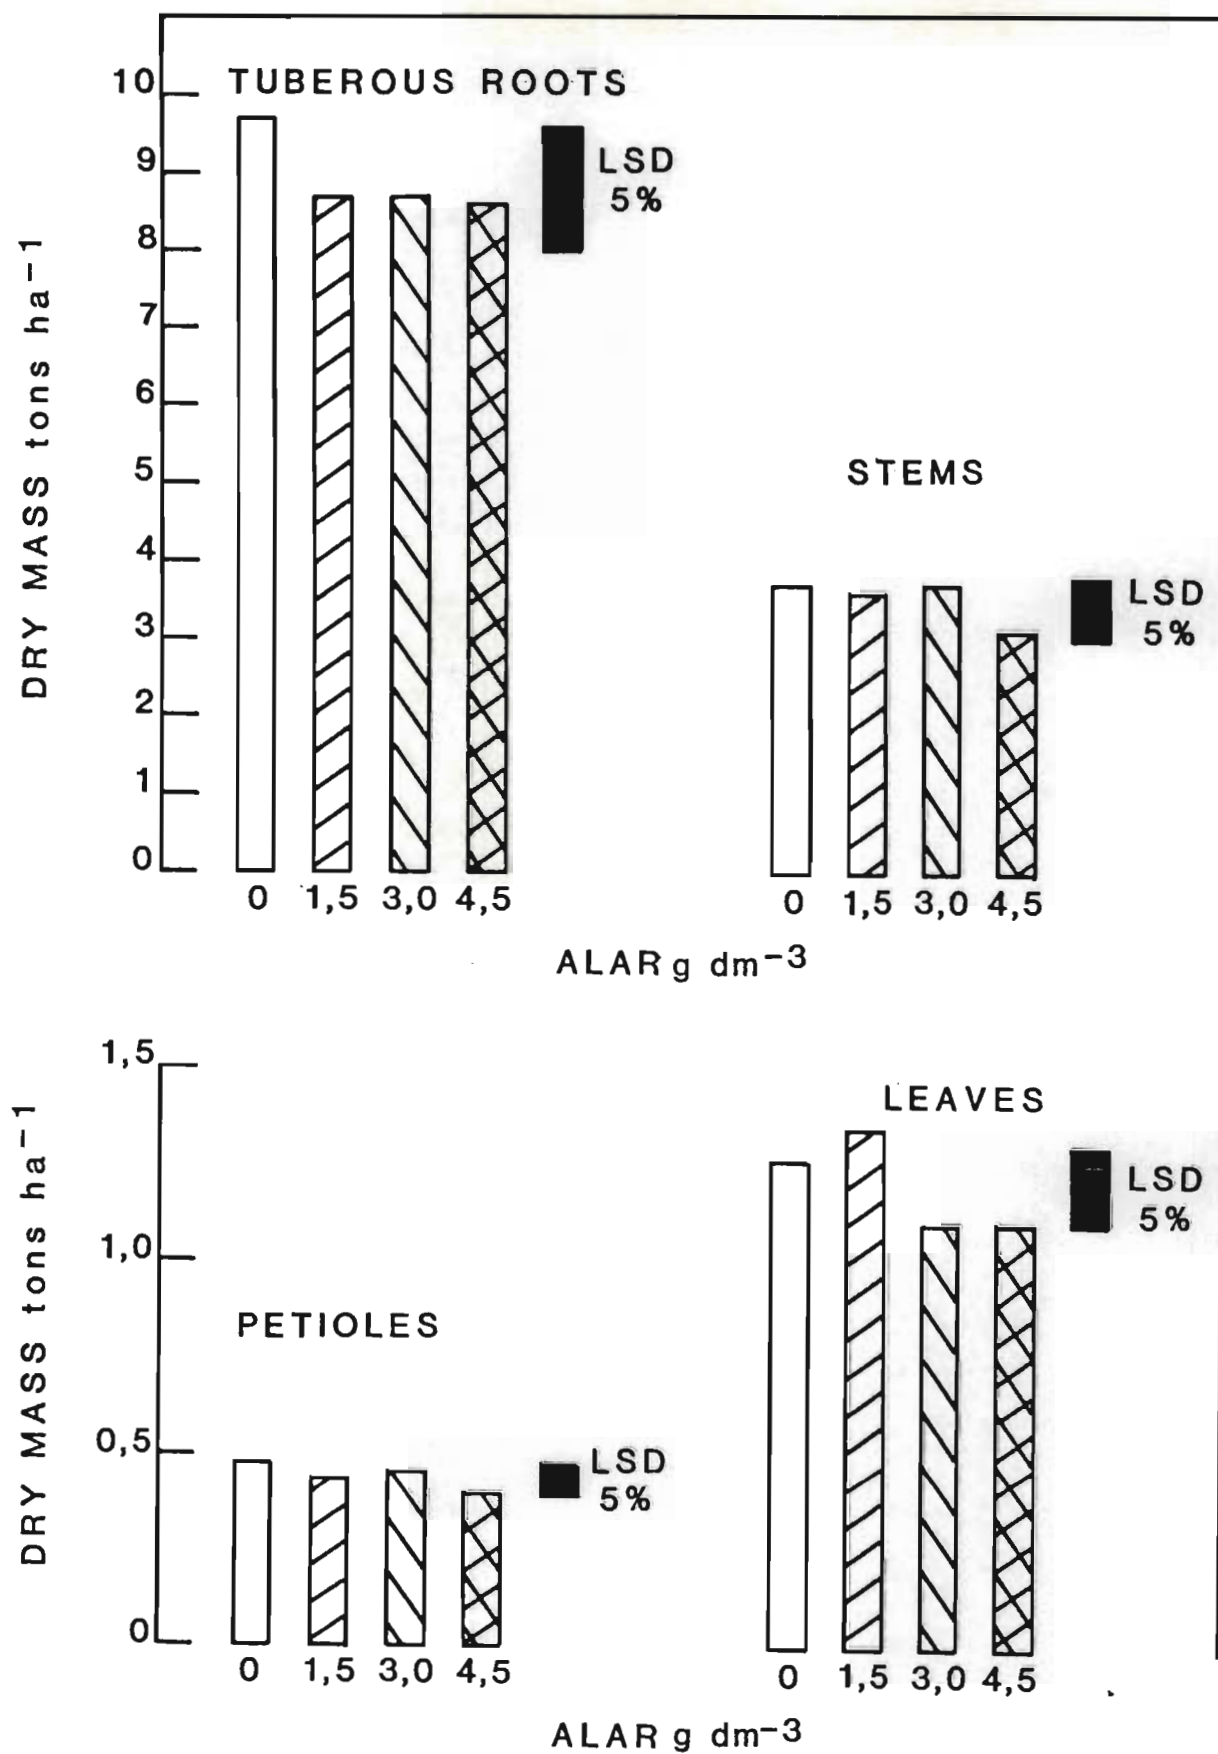 TUBEROUS ROOTS
10
9
8
7
6
5
4
3
2
1
0
DRY MASS tons ha⁻¹
LSD
5%
0 1,5 3,0 4,5
STEMS
LSD
5%
0 1,5 3,0 4,5
ALAR g dm⁻³
1,5
1,0
0,5
0
DRY MASS tons ha⁻¹
PETIOLES
LSD
5%
0 1,5 3,0 4,5
LEAVES
LSD
5%
0 1,5 3,0 4,5
ALAR g dm⁻³